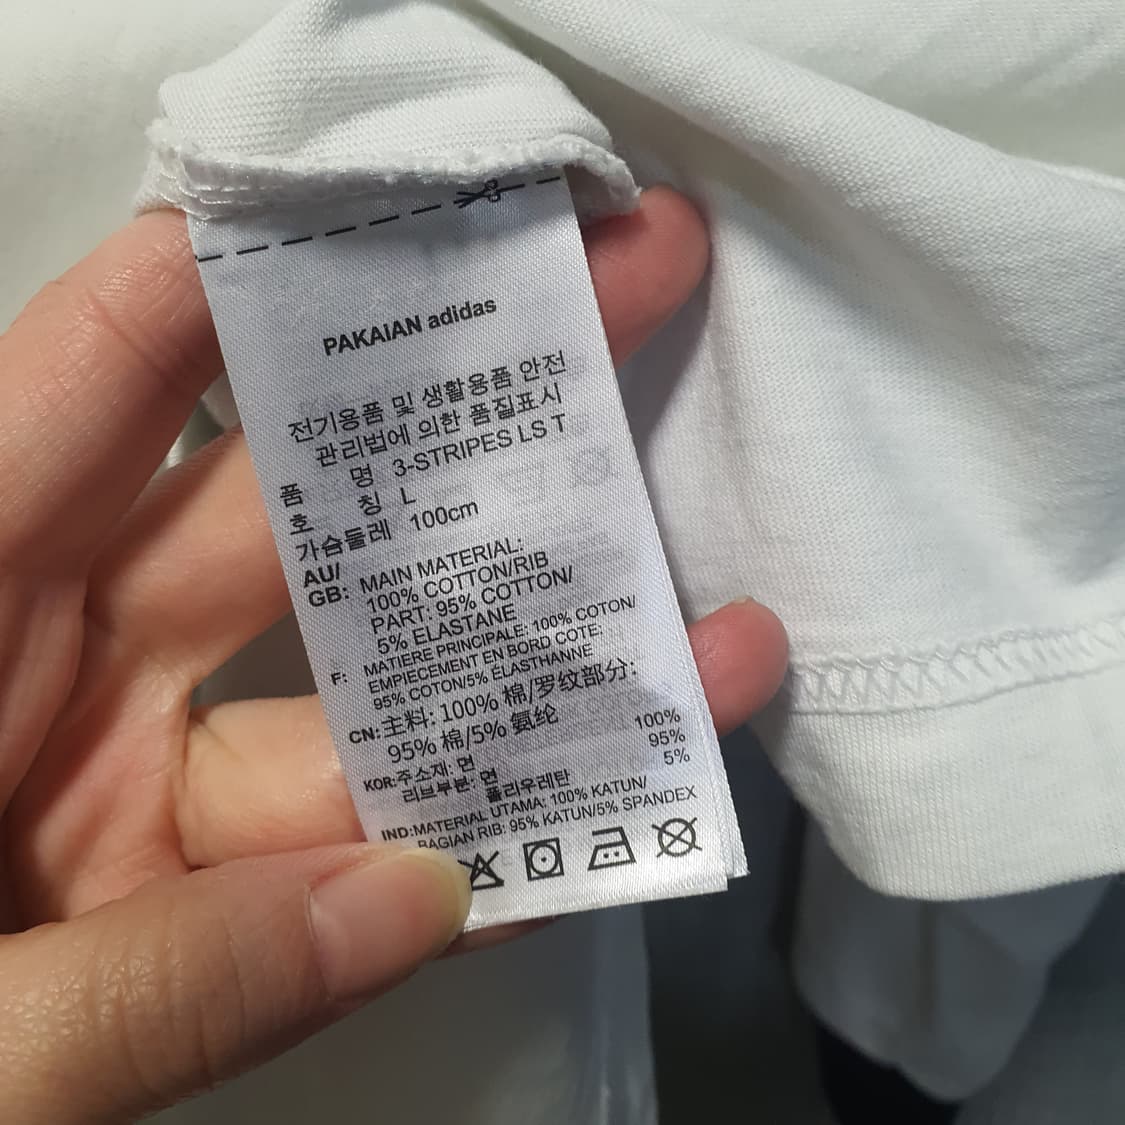 PAKAIAN adidas
전기용품 및 생활용품 안전
관리법에 의한 품질표시
품 명 3-STRIPES LS T
호 칭 L
가슴둘레 100cm
AU/
GB: MAIN MATERIAL:
100% COTTON/RIB
PART: 95% COTTON/
5% ELASTANE
F: MATIERE PRINCIPALE: 100% COTON/
EMPIECEMENT EN BORD COTE:
95% COTON/5% ÉLASTHANNE
CN: 主料: 100% 棉/罗纹部分:
95% 棉/5% 氨纶
KOR: 주소재: 면 100%
리브부분: 면 95%
폴리우레탄 5%
IND: MATERIAL UTAMA: 100% KATUN/
BAGIAN RIB: 95% KATUN/5% SPANDEX